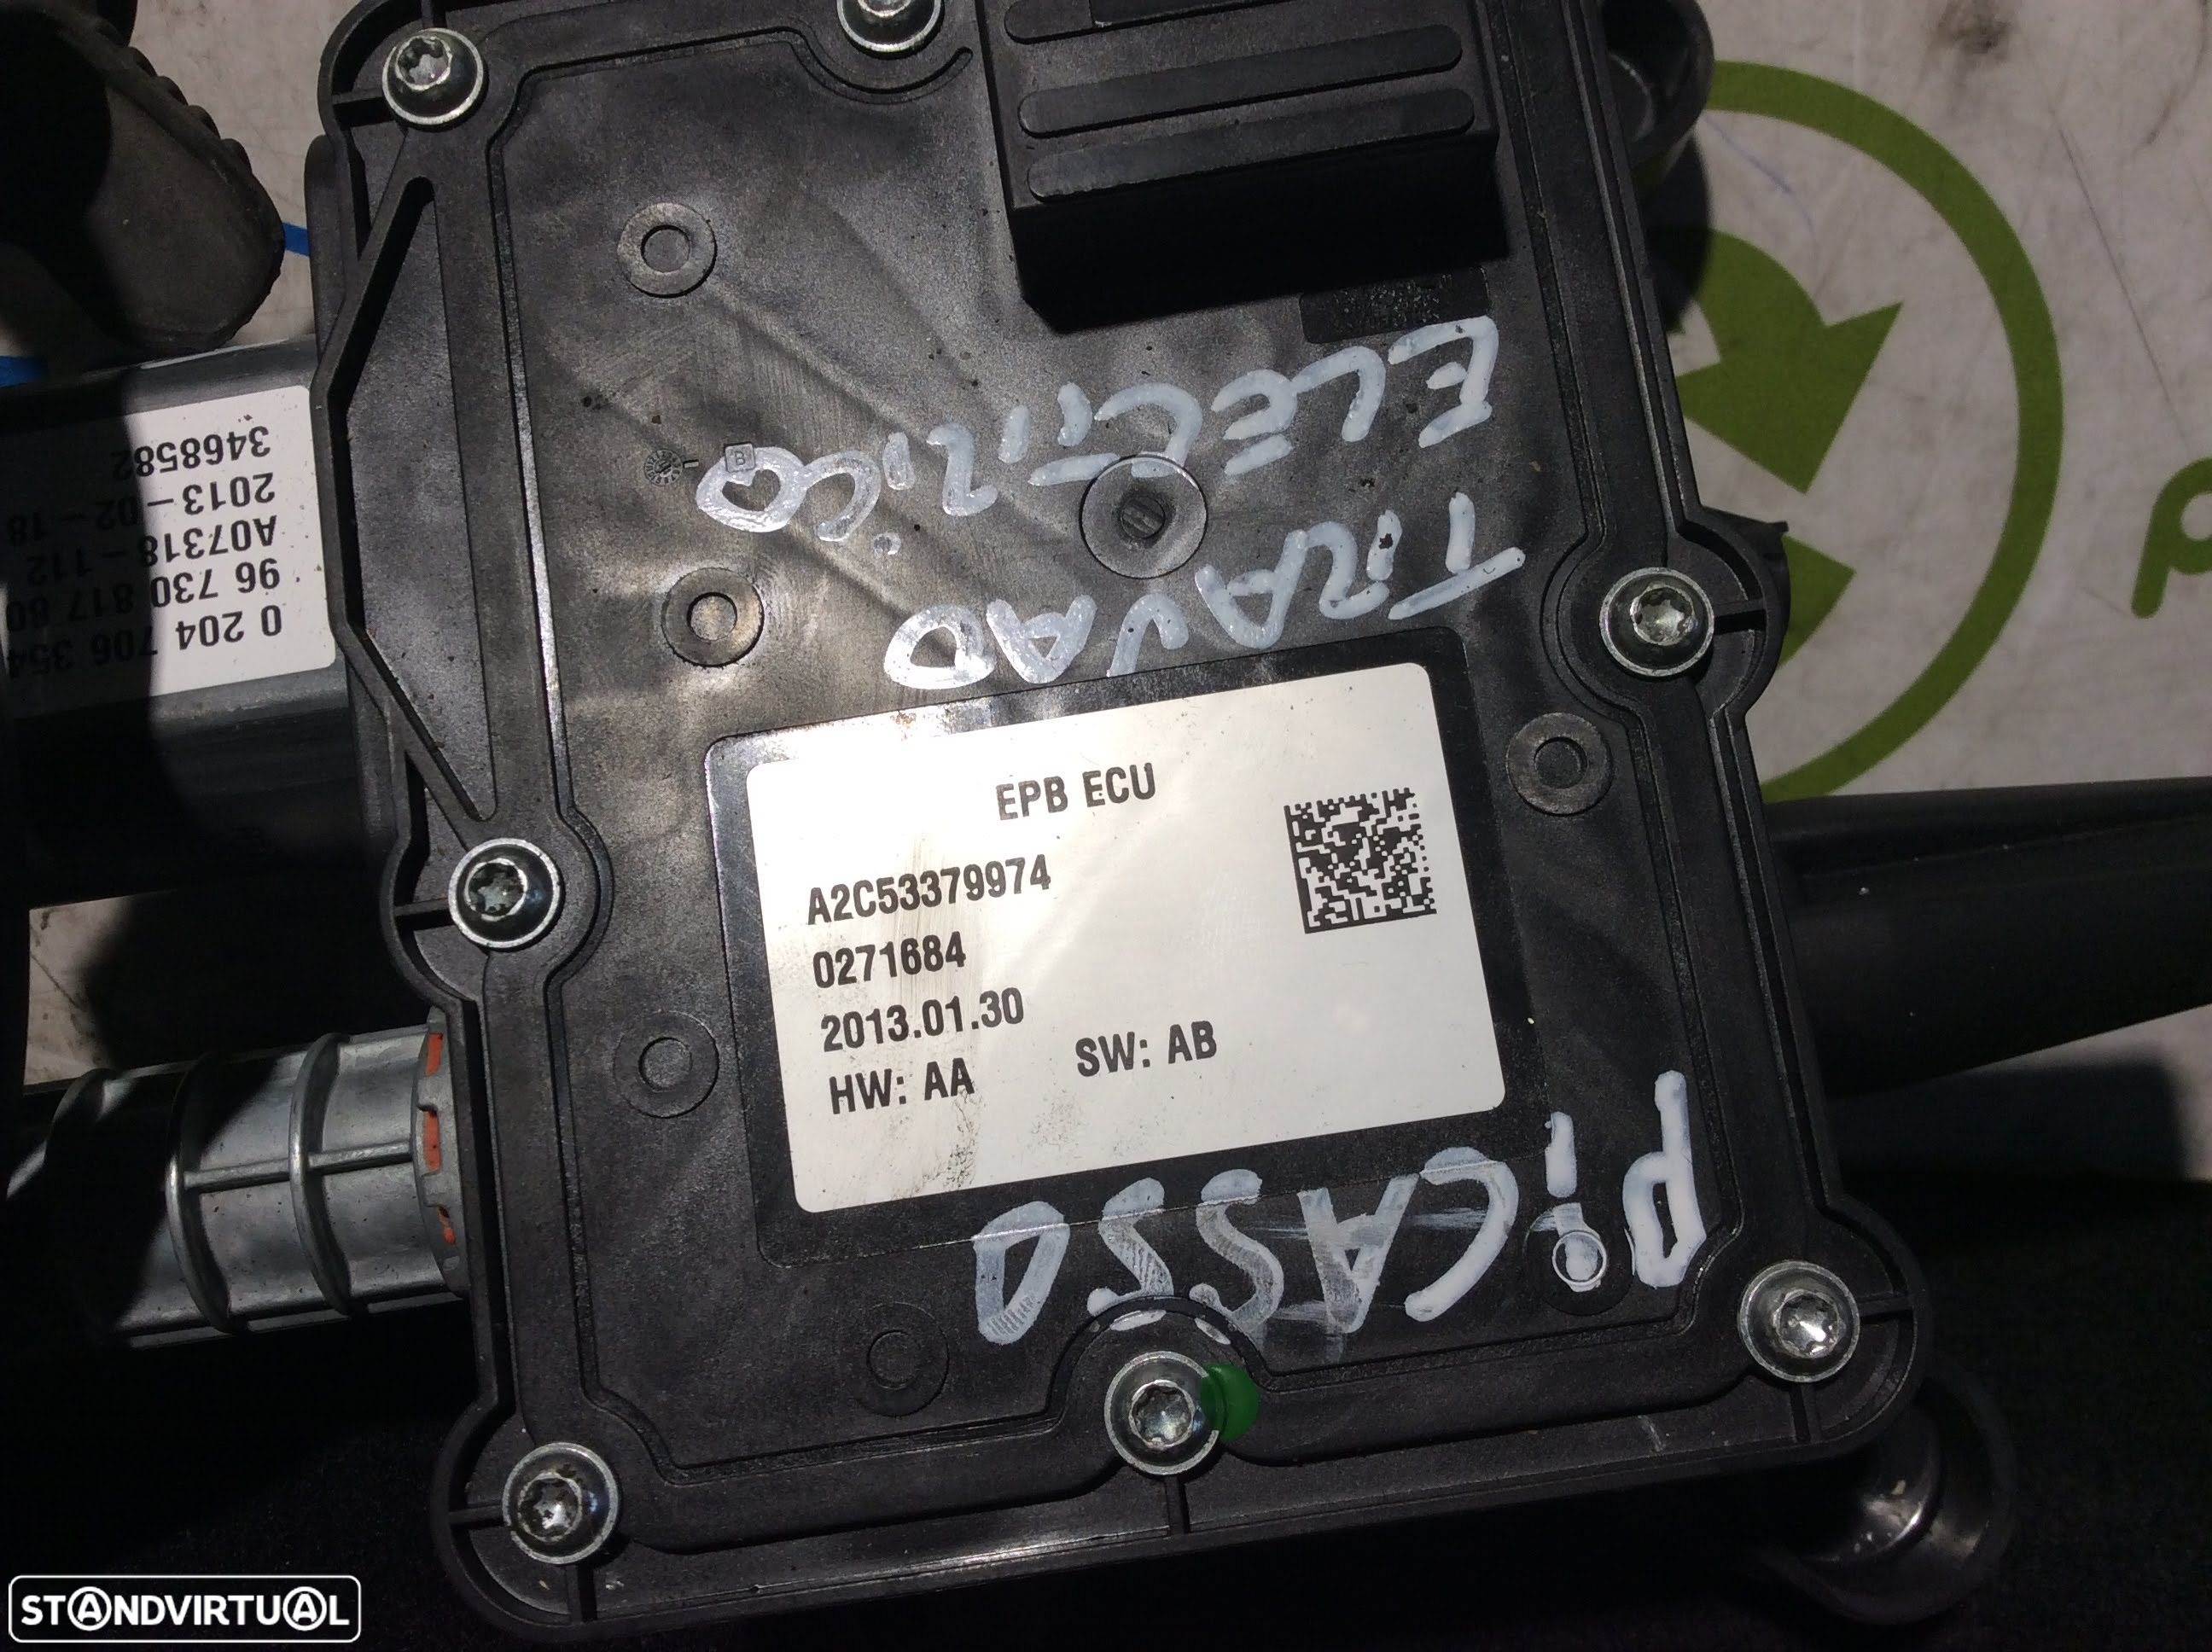 TRAVAO
ELÉCTRICO
EPB ECU
A2C53379974
0271684
2013.01.30
HW: AA SW: AB
PiCASSO
0 204 706 354
96 730 817 80
A07318-112
2013-02-18
3468582
B
p
STANDVIRTUAL